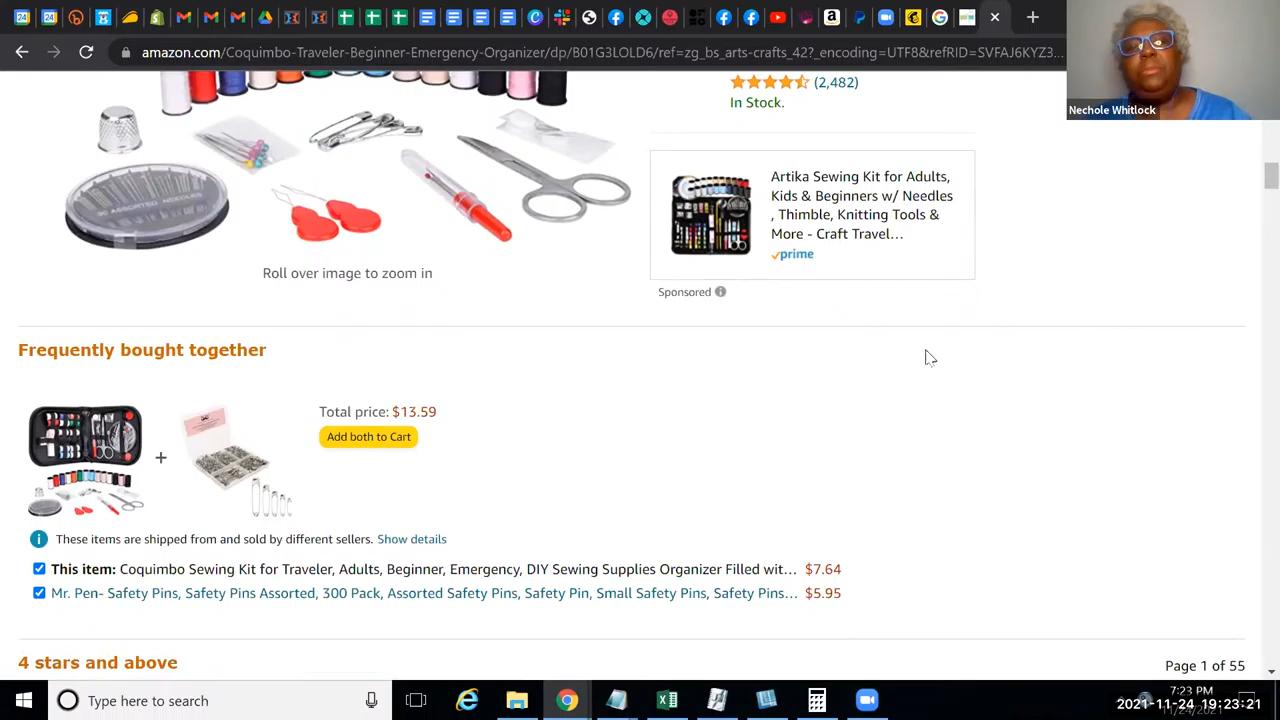 amazon.com/Coquimbo-Traveler-Beginner-Emergency-Organizer/dp/B01G3LOLD6/ref=zg_bs_arts-crafts_42?_encoding=UTF8&refRID=SVFAJ6KYZ3...
Nechole Whitlock
(2,482)
In Stock.
30 ASSORTED NEEDLES
Artika Sewing Kit for Adults,
Kids & Beginners w/ Needles
, Thimble, Knitting Tools &
More - Craft Travel...
prime
Roll over image to zoom in
Sponsored
Frequently bought together
Total price: $13.59
Add both to Cart
+
These items are shipped from and sold by different sellers. Show details
This item: Coquimbo Sewing Kit for Traveler, Adults, Beginner, Emergency, DIY Sewing Supplies Organizer Filled wit... $7.64
Mr. Pen- Safety Pins, Safety Pins Assorted, 300 Pack, Assorted Safety Pins, Safety Pin, Small Safety Pins, Safety Pins... $5.95
4 stars and above
Page 1 of 55
Type here to search
7:23 PM
2021-11-24 19:23:21
11/24/2021